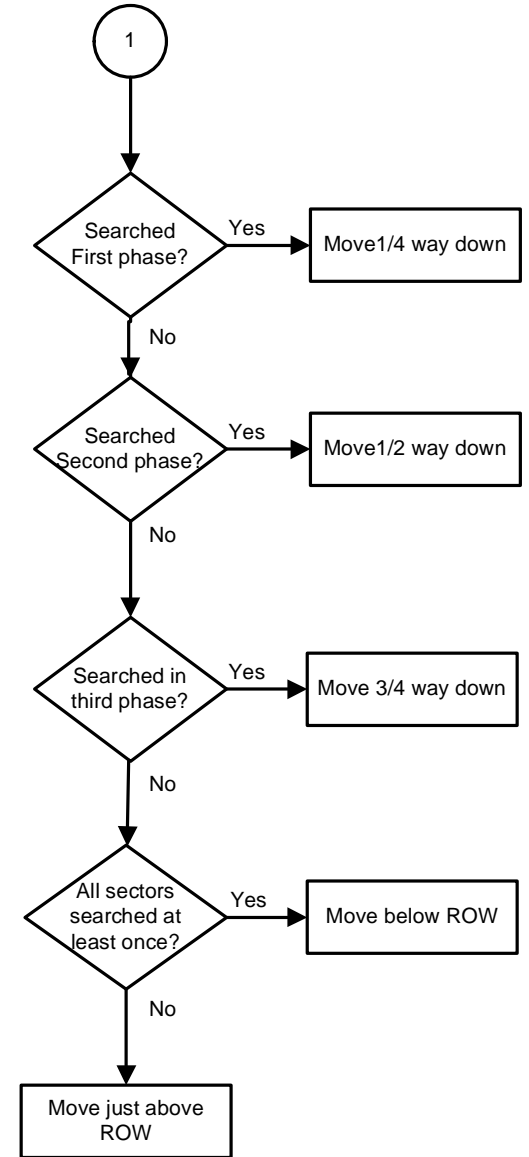 1
Searched
First phase?
Yes
Move1/4 way down
No
Searched
Second phase?
Yes
Move1/2 way down
No
Searched in
third phase?
Yes
Move 3/4 way down
No
All sectors
searched at
least once?
Yes
Move below ROW
No
Move just above
ROW